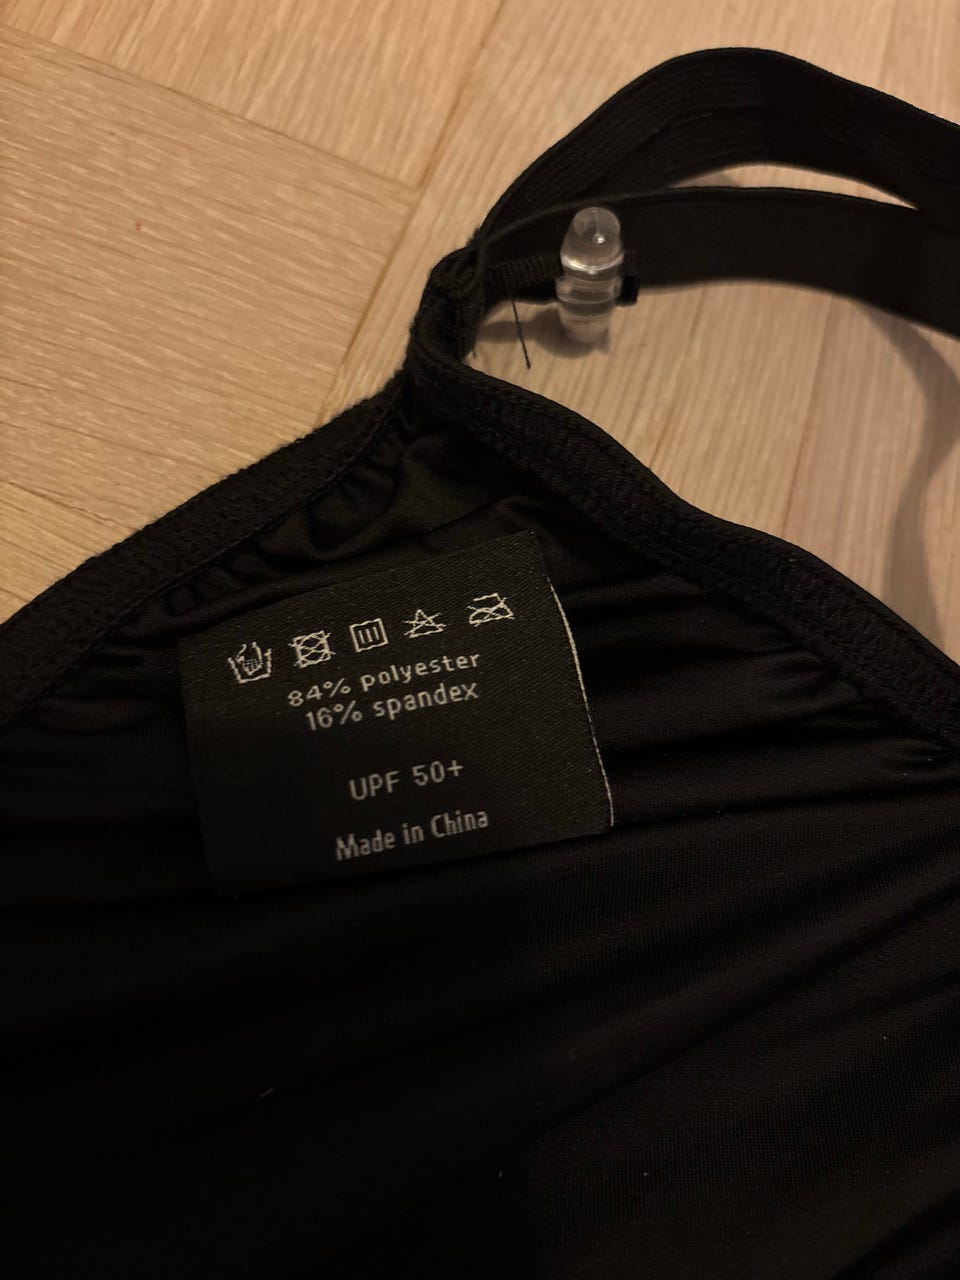 84% polyester
16% spandex
UPF 50+
Made in China